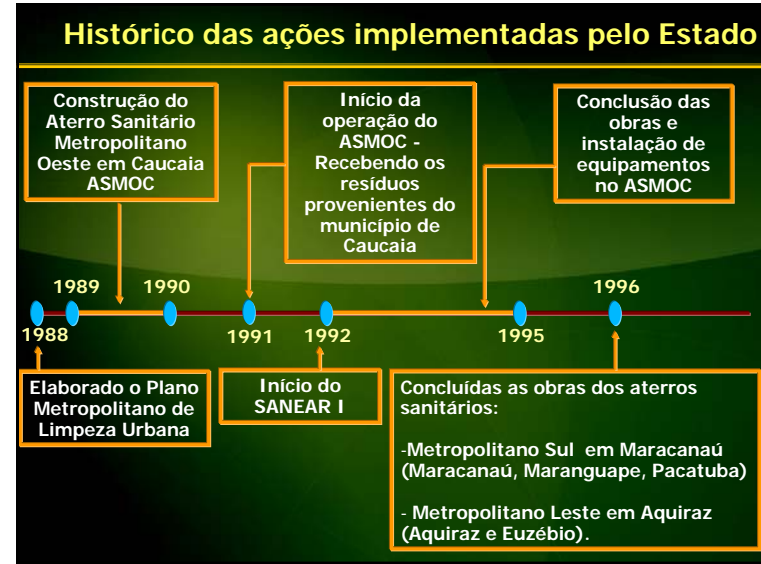 Histórico das ações implementadas pelo Estado
Construção do
Aterro Sanitário
Metropolitano
Oeste em Caucaia
ASMOC
Início da
operação do
ASMOC -
Recebendo os
resíduos
provenientes do
município de
Caucaia
Conclusão das
obras e
instalação de
equipamentos
no ASMOC
1989
1990
1996
1988
1991
1992
1995
Elaborado o Plano
Metropolitano de
Limpeza Urbana
Início do
SANEAR I
Concluídas as obras dos aterros
sanitários:
-Metropolitano Sul em Maracanaú
(Maracanaú, Maranguape, Pacatuba)
- Metropolitano Leste em Aquiraz
(Aquiraz e Euzébio).